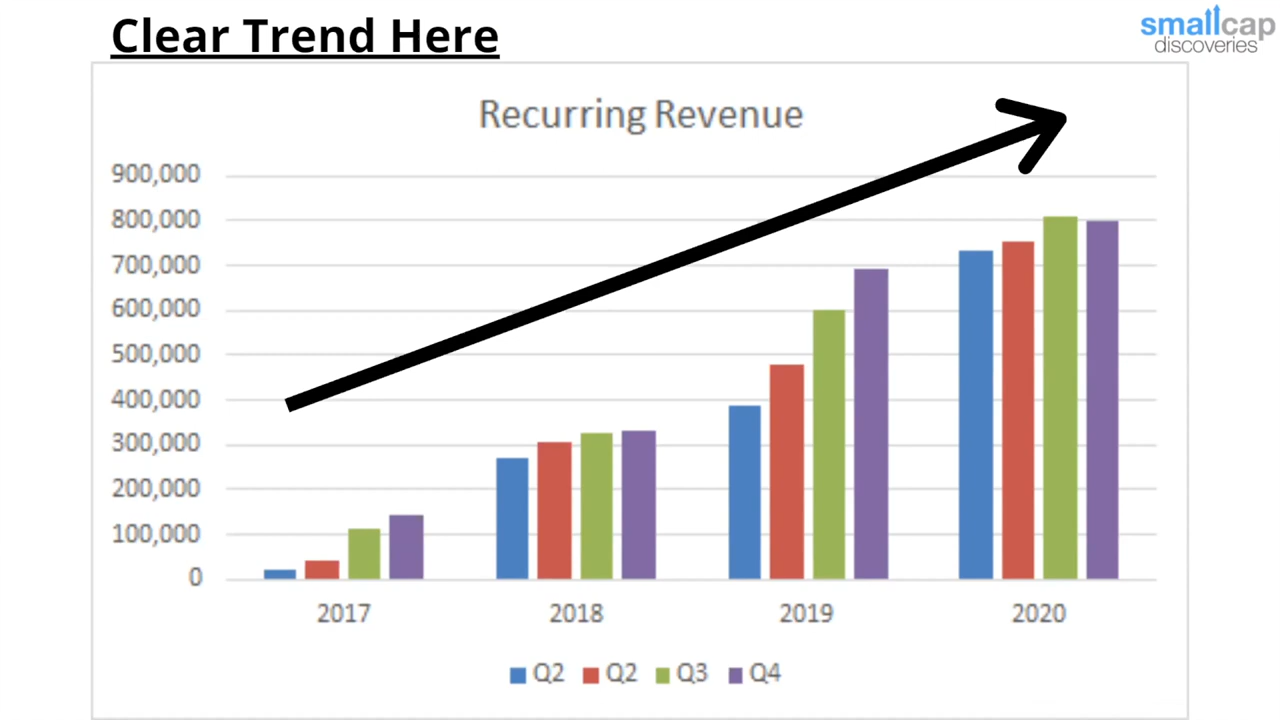 Clear Trend Here
smallcap
discoveries
Recurring Revenue
900,000
800,000
700,000
600,000
500,000
400,000
300,000
200,000
100,000
0
2017 2018 2019 2020
Q2 Q2 Q3 Q4